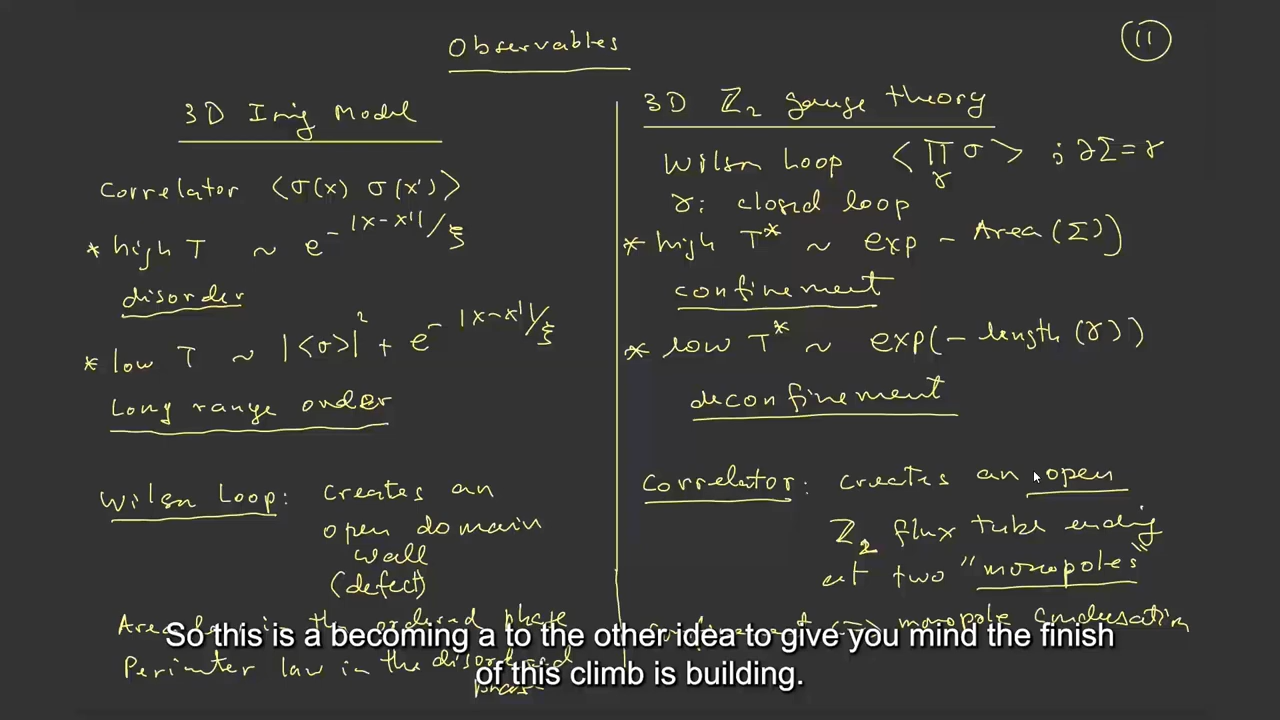 Observables
11
3D Ising Model
Correlator ⟨σ(x) σ(x')⟩
* high T ~ e^{-|x-x'|/ξ}
disorder
* low T ~ |⟨σ⟩|² + e^{-|x-x'|/ξ}
Long range order
Wilson Loop: creates an
open domain
wall
(defect)
Area in the ordered phase
Perimeter law in the disordered
phase
3D ℤ₂ gauge theory
Wilson Loop ⟨∏_γ σ⟩ ; ∂Σ=γ
γ: closed loop
* high T* ~ exp - Area (Σ))
confinement
* low T* ~ exp(- length (γ))
deconfinement
Correlator: creates an open
ℤ₂ flux tube ending
at two "monopoles"
monopole condensation
So this is a becoming a to the other idea to give you mind the finish
of this climb is building.